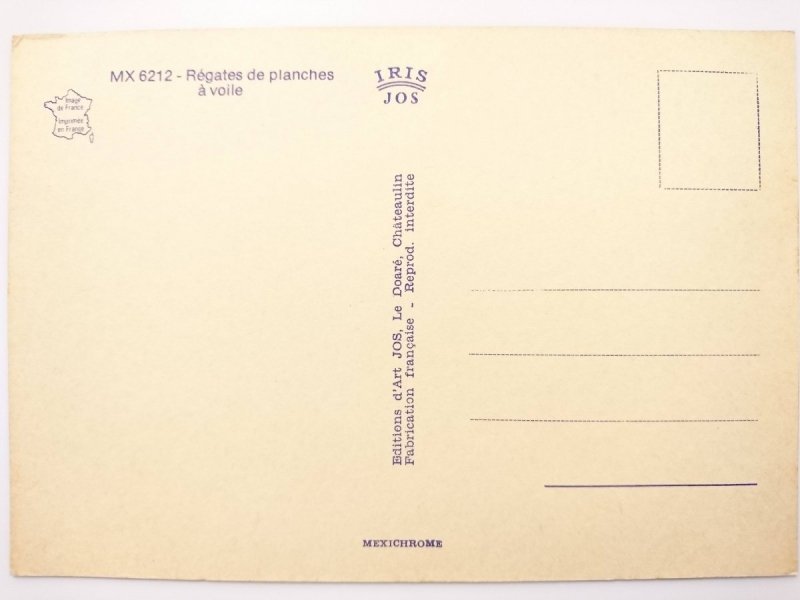 MX 6212 - Régates de planches
à voile
Image
de France
Imprimée
en France
IRIS
JOS
Editions d'Art JOS, Le Doaré, Châteaulin
Fabrication française - Reprod. interdite
MEXICHROME